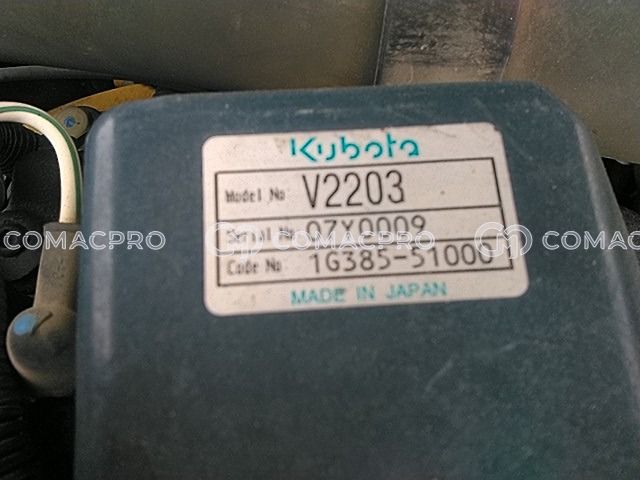 Kubota
Model No V2203
Serial No 07X0009
Code No 1G385-51000
MADE IN JAPAN
COMACPRO COMACPRO COMACPRO